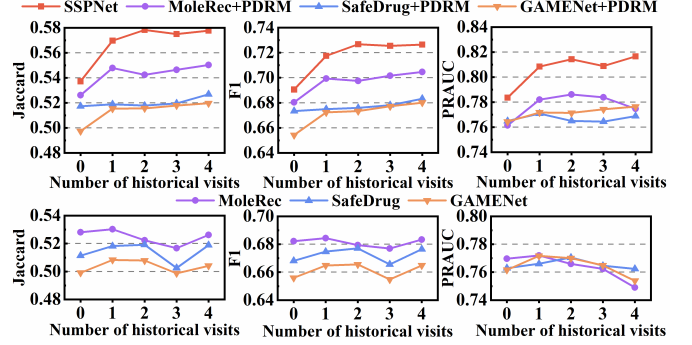 SSPNet MoleRec+PDRM SafeDrug+PDRM GAMENet+PDRM
Jaccard
0.58
0.56
0.54
0.52
0.50
0.48
0 1 2 3 4
Number of historical visits
F1
0.74
0.72
0.70
0.68
0.66
0.64
0 1 2 3 4
Number of historical visits
PRAUC
0.84
0.82
0.80
0.78
0.76
0.74
0 1 2 3 4
Number of historical visits
MoleRec SafeDrug GAMENet
Jaccard
0.54
0.52
0.50
0.48
0 1 2 3 4
Number of historical visits
F1
0.70
0.68
0.66
0.64
0 1 2 3 4
Number of historical visits
PRAUC
0.80
0.78
0.76
0.74
0 1 2 3 4
Number of historical visits